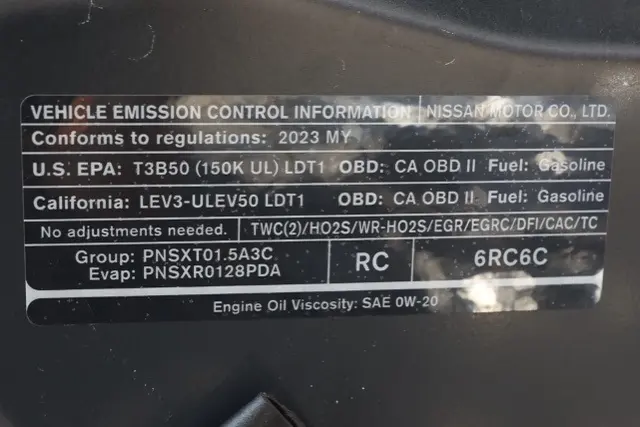 VEHICLE EMISSION CONTROL INFORMATION NISSAN MOTOR CO., LTD.
Conforms to regulations: 2023 MY
U.S. EPA: T3B50 (150K UL) LDT1 OBD: CA OBD II Fuel: Gasoline
California: LEV3-ULEV50 LDT1 OBD: CA OBD II Fuel: Gasoline
No adjustments needed. TWC(2)/HO2S/WR-HO2S/EGR/EGRC/DFI/CAC/TC
Group: PNSXT01.5A3C
Evap: PNSXR0128PDA
RC
6RC6C
Engine Oil Viscosity: SAE 0W-20